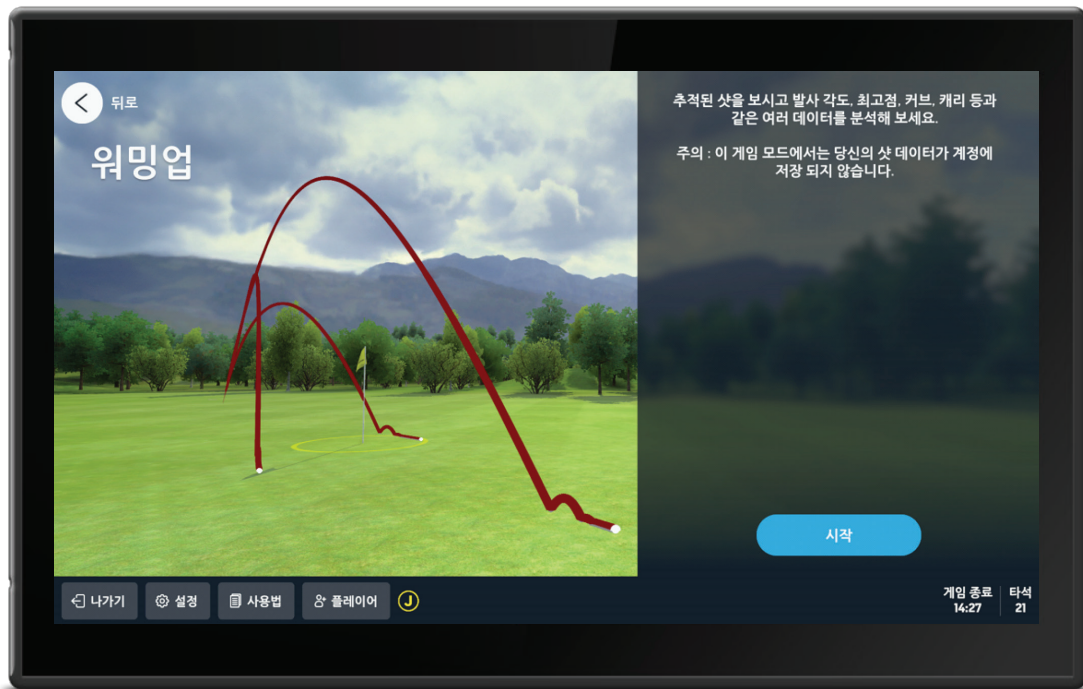 뒤로
워밍업
추적된 샷을 보시고 발사 각도, 최고점, 커브, 캐리 등과
같은 여러 데이터를 분석해 보세요.
주의 : 이 게임 모드에서는 당신의 샷 데이터가 계정에
저장 되지 않습니다.
시작
나가기
설정
사용법
플레이어
J
게임 종료
14:27
타석
21